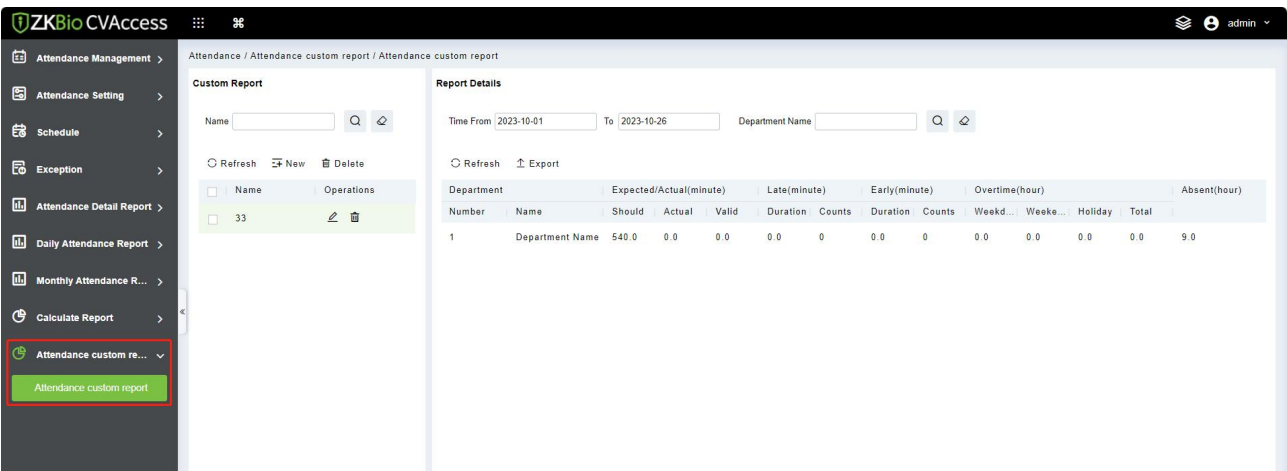 ZKBio CVAccess
admin
Attendance Management
Attendance Setting
Schedule
Exception
Attendance Detail Report
Daily Attendance Report
Monthly Attendance R...
Calculate Report
Attendance custom re...
Attendance custom report
Attendance / Attendance custom report / Attendance custom report
Custom Report
Name
Refresh New Delete
Name Operations
33
Report Details
Time From 2023-10-01 To 2023-10-26 Department Name
Refresh Export
Department Expected/Actual(minute) Late(minute) Early(minute) Overtime(hour) Absent(hour)
Number Name Should Actual Valid Duration Counts Duration Counts Weekd... Weeke... Holiday Total
1 Department Name 540.0 0.0 0.0 0.0 0 0.0 0 0.0 0.0 0.0 0.0 9.0